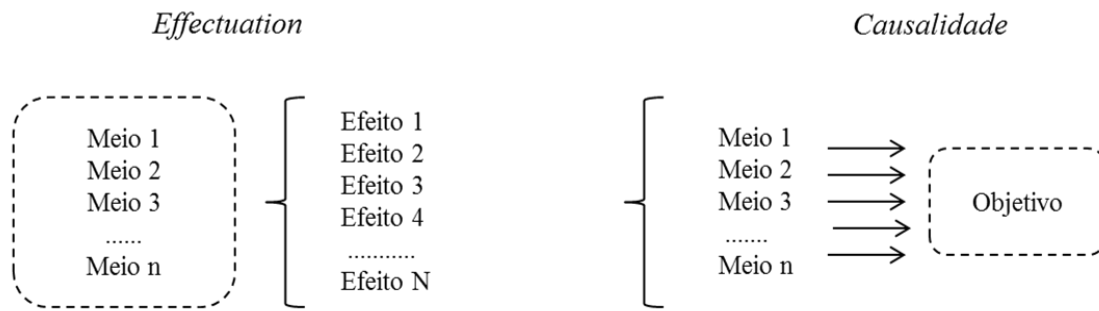 Effectuation
Meio 1
Meio 2
Meio 3
......
Meio n
Efeito 1
Efeito 2
Efeito 3
Efeito 4
...........
Efeito N
Causalidade
Meio 1
Meio 2
Meio 3
.......
Meio n
Objetivo